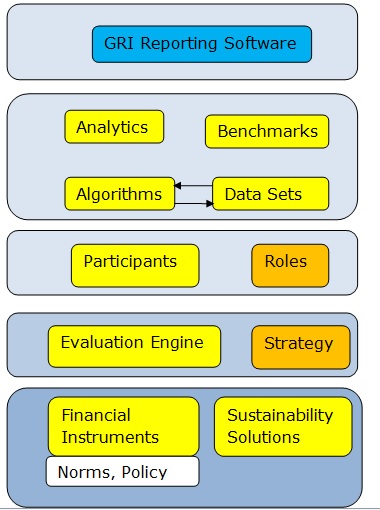 GRI Reporting Software
Analytics
Benchmarks
Algorithms
Data Sets
Participants
Roles
Evaluation Engine
Strategy
Financial
Instruments
Sustainability
Solutions
Norms, Policy